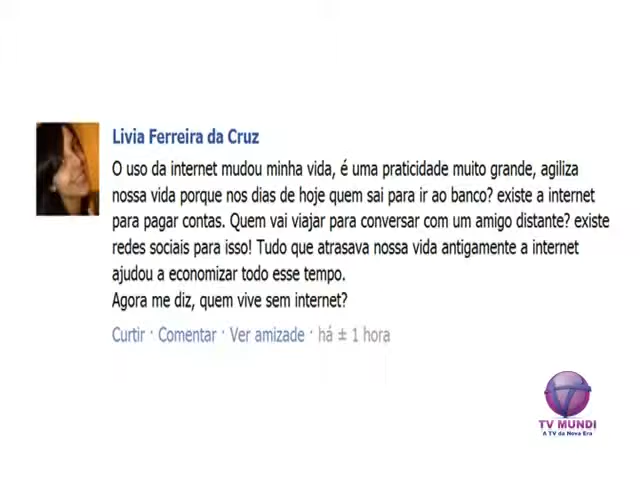 Livia Ferreira da Cruz
O uso da internet mudou minha vida, é uma praticidade muito grande, agiliza
nossa vida porque nos dias de hoje quem sai para ir ao banco? existe a internet
para pagar contas. Quem vai viajar para conversar com um amigo distante? existe
redes sociais para isso! Tudo que atrasava nossa vida antigamente a internet
ajudou a economizar todo esse tempo.
Agora me diz, quem vive sem internet?
Curtir · Comentar · Ver amizade · há ± 1 hora
TV MUNDI
A TV da Nova Era